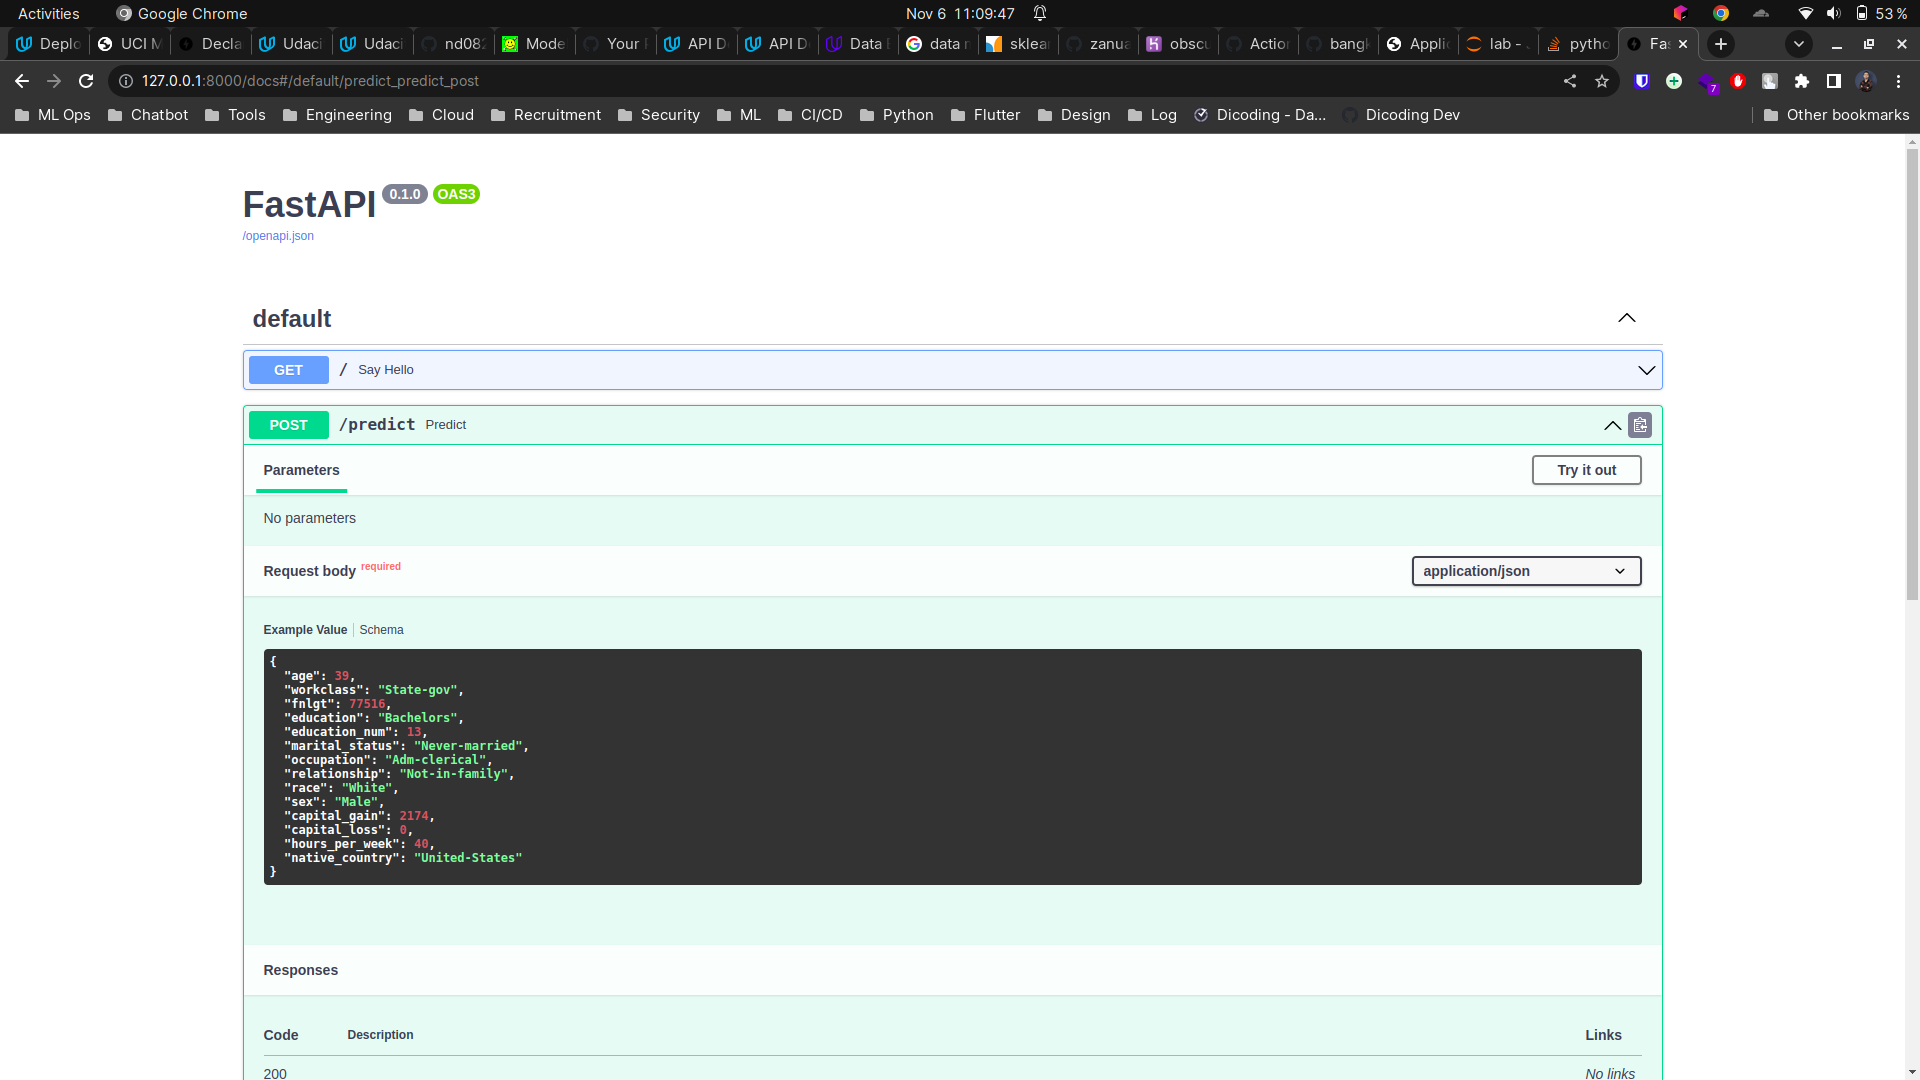 Activities Google Chrome Nov 6 11:09:47 53 %
Deplo UCI M Decla Udaci Udaci nd082 Mode Your API D API D Data E data r sklea zanua obscu Action bangk Applic lab - python Fas
127.0.0.1:8000/docs#/default/predict_predict_post 7
ML Ops Chatbot Tools Engineering Cloud Recruitment Security ML CI/CD Python Flutter Design Log Dicoding - Da... Dicoding Dev Other bookmarks
FastAPI 0.1.0 OAS3
/openapi.json
default
GET / Say Hello
POST /predict Predict
Parameters Try it out
No parameters
Request body required application/json
Example Value Schema
{
"age": 39,
"workclass": "State-gov",
"fnlgt": 77516,
"education": "Bachelors",
"education_num": 13,
"marital_status": "Never-married",
"occupation": "Adm-clerical",
"relationship": "Not-in-family",
"race": "White",
"sex": "Male",
"capital_gain": 2174,
"capital_loss": 0,
"hours_per_week": 40,
"native_country": "United-States"
}
Responses
Code Description Links
200 No links